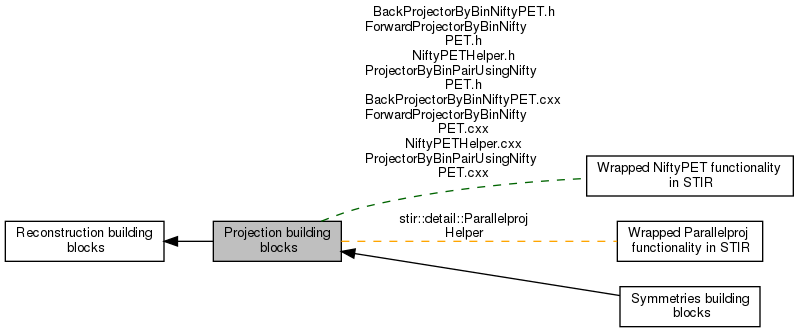 BackProjectorByBinNiftyPET.h
ForwardProjectorByBinNifty
PET.h
NiftyPETHelper.h
ProjectorByBinPairUsingNifty
PET.h
BackProjectorByBinNiftyPET.cxx
ForwardProjectorByBinNifty
PET.cxx
NiftyPETHelper.cxx
ProjectorByBinPairUsingNifty
PET.cxx
Wrapped NiftyPET functionality
in STIR
Reconstruction building
blocks
Projection building
blocks
stir::detail::Parallelproj
Helper
Wrapped Parallelproj
functionality in STIR
Symmetries building
blocks